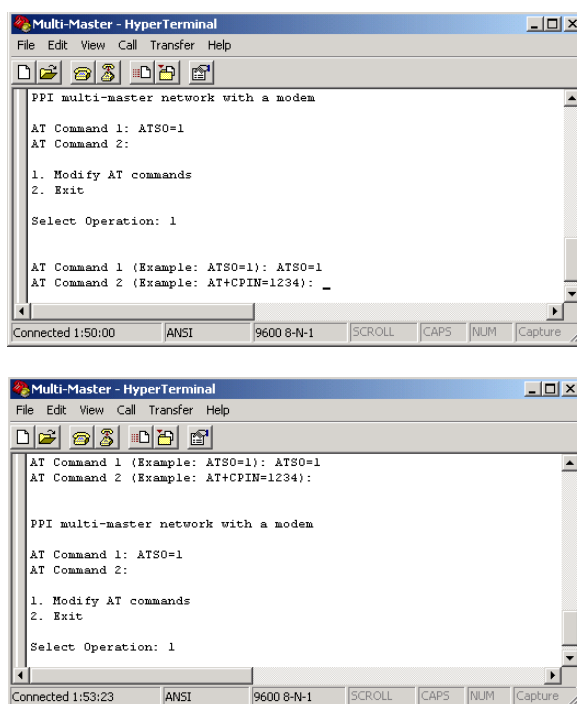 Multi-Master - HyperTerminal
File Edit View Call Transfer Help
PPI multi-master network with a modem
AT Command 1: ATS0=1
AT Command 2:
1. Modify AT commands
2. Exit
Select Operation: 1
AT Command 1 (Example: ATS0=1): ATS0=1
AT Command 2 (Example: AT+CPIN=1234): _
Connected 1:50:00 ANSI 9600 8-N-1 SCROLL CAPS NUM Capture
Multi-Master - HyperTerminal
File Edit View Call Transfer Help
AT Command 1 (Example: ATS0=1): ATS0=1
AT Command 2 (Example: AT+CPIN=1234):
PPI multi-master network with a modem
AT Command 1: ATS0=1
AT Command 2:
1. Modify AT commands
2. Exit
Select Operation: 1
Connected 1:53:23 ANSI 9600 8-N-1 SCROLL CAPS NUM Capture